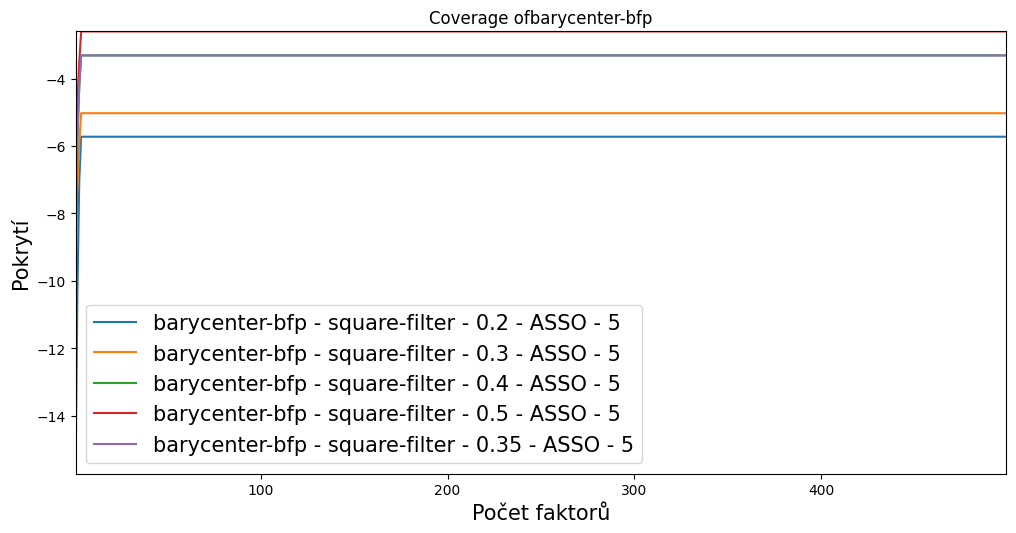 Coverage ofbarycenter-bfp
−4
−6
−8
−10
−12
−14
Pokrytí
barycenter-bfp - square-filter - 0.2 - ASSO - 5
barycenter-bfp - square-filter - 0.3 - ASSO - 5
barycenter-bfp - square-filter - 0.4 - ASSO - 5
barycenter-bfp - square-filter - 0.5 - ASSO - 5
barycenter-bfp - square-filter - 0.35 - ASSO - 5
100 200 300 400
Počet faktorů